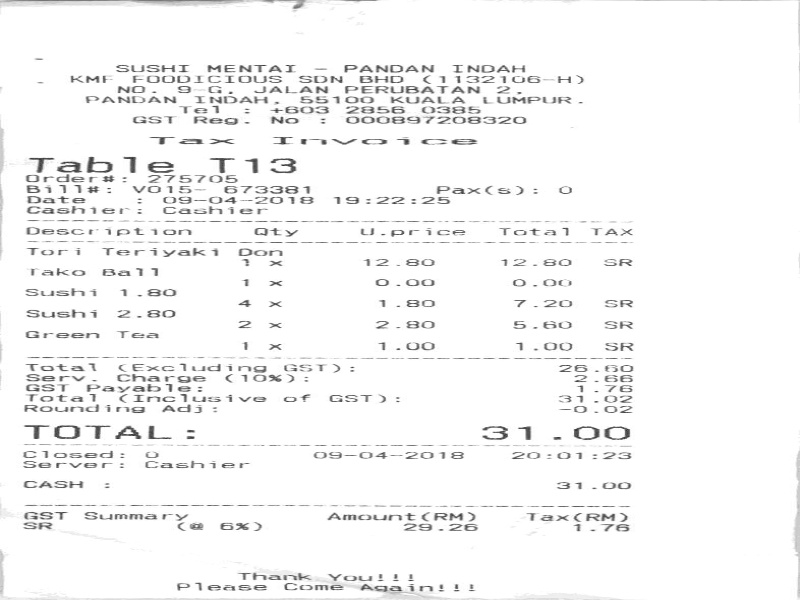 SUSHI MENTAI - PANDAN INDAH
KMF FOODICIOUS SDN BHD (1132106-H)
NO. 9-G, JALAN PERUBATAN 2,
PANDAN INDAH, 55100 KUALA LUMPUR.
Tel : +603 2856 0385
GST Reg. No : 000897208320
Tax Invoice
Table T13
Order#: 275705
Bill#: V015- 673381 Pax(s): 0
Date : 09-04-2018 19:22:25
Cashier: Cashier
Description Qty U.price Total TAX
Tori Teriyaki Don
1 x 12.80 12.80 SR
Tako Ball
1 x 0.00 0.00
Sushi 1.80
4 x 1.80 7.20 SR
Sushi 2.80
2 x 2.80 5.60 SR
Green Tea
1 x 1.00 1.00 SR
Total (Excluding GST): 26.60
Serv. Charge (10%): 2.66
GST Payable: 1.76
Total (Inclusive of GST): 31.02
Rounding Adj: -0.02
TOTAL: 31.00
Closed: 0 09-04-2018 20:01:23
Server: Cashier
CASH : 31.00
GST Summary Amount(RM) Tax(RM)
SR (@ 6%) 29.26 1.76
Thank You!!!
Please Come Again!!!